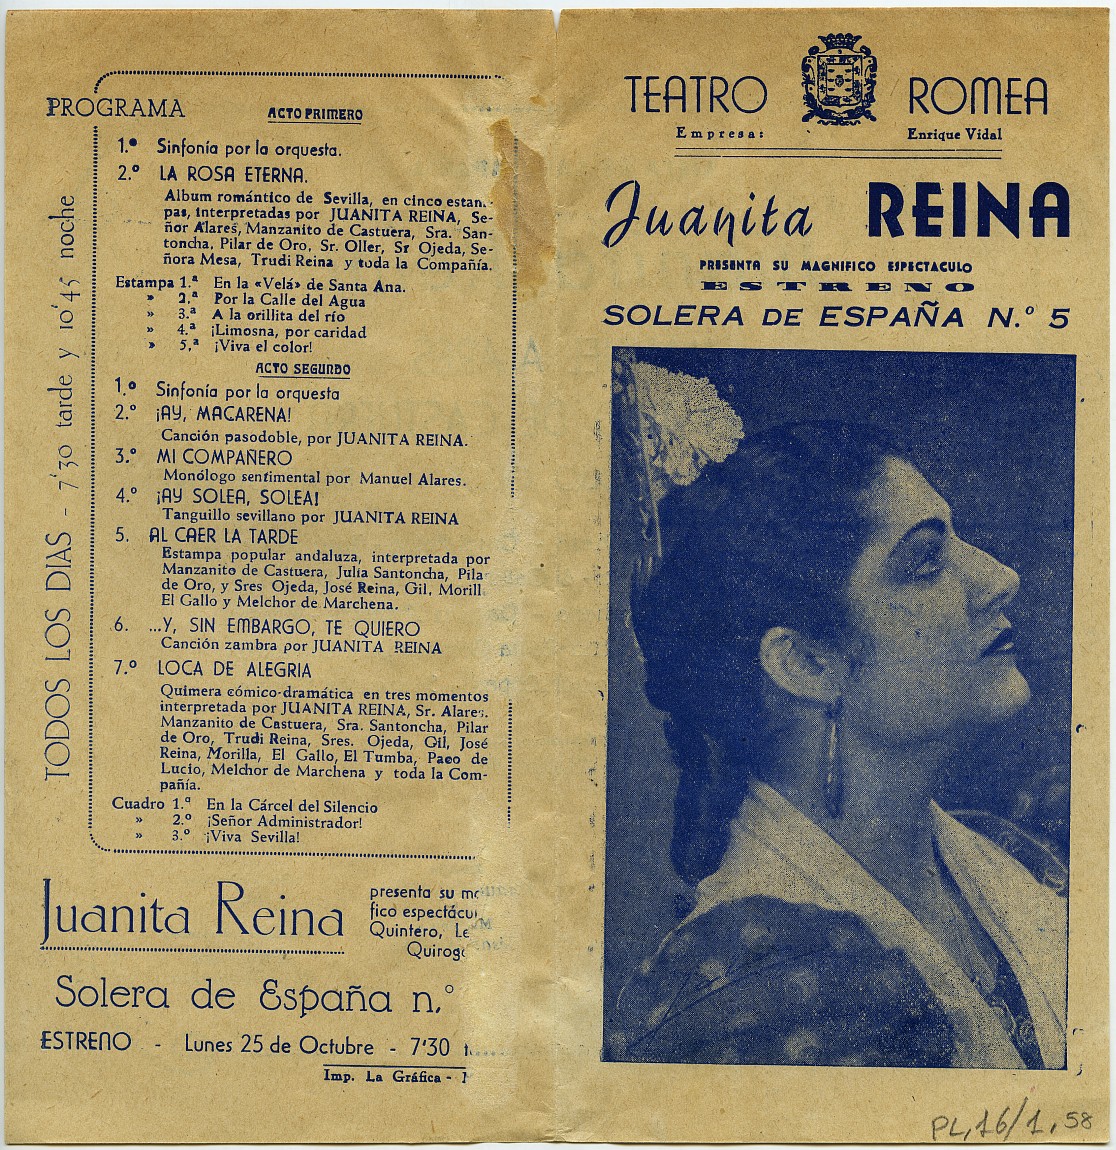 PROGRAMA
ACTO PRIMERO
1.º Sinfonía por la orquesta.
2.º LA ROSA ETERNA.
Album romántico de Sevilla, en cinco estam-
pas, interpretadas por JUANITA REINA, Se-
ñor Alares, Manzanito de Castuera, Sra. San-
toncha, Pilar de Oro, Sr. Oller, Sr Ojeda, Se-
ñora Mesa, Trudi Reina y toda la Compañía.
Estampa 1.ª En la «Velá» de Santa Ana.
» 2.ª Por la Calle del Agua
» 3.ª A la orillita del río
» 4.ª ¡Limosna, por caridad
» 5.ª ¡Viva el color!
ACTO SEGUNDO
1.º Sinfonía por la orquesta
2.º ¡AY, MACARENA!
Canción pasodoble, por JUANITA REINA.
3.º MI COMPAÑERO
Monólogo sentimental por Manuel Alares.
4.º ¡AY SOLEA, SOLEA!
Tanguillo sevillano por JUANITA REINA
5. AL CAER LA TARDE
Estampa popular andaluza, interpretada por
Manzanito de Castuera, Julia Santoncha, Pila
de Oro, y Sres Ojeda, José Reina, Gil, Morill
El Gallo y Melchor de Marchena.
6. ...Y, SIN EMBARGO, TE QUIERO
Canción zambra por JUANITA REINA
7.º LOCA DE ALEGRIA
Quimera cómico-dramática en tres momentos
interpretada por JUANITA REINA, Sr. Alares.
Manzanito de Castuera, Sra. Santoncha, Pilar
de Oro, Trudi Reina, Sres. Ojeda, Gil, José
Reina, Morilla, El Gallo, El Tumba, Paco de
Lucio, Melchor de Marchena y toda la Com-
pañía.
Cuadro 1.º En la Cárcel del Silencio
» 2.º ¡Señor Administrador!
» 3.º ¡Viva Sevilla!
TODOS LOS DIAS - 7'30 tarde y 10'45 noche
Juanita Reina
presenta su
fico espectácu
Quintero, Le
Quirog
Solera de España n.º
ESTRENO - Lunes 25 de Octubre - 7'30 t
Imp. La Gráfica -
TEATRO ROMEA
Empresa: Enrique Vidal
Juanita REINA
PRESENTA SU MAGNIFICO ESPECTACULO
ESTRENO
SOLERA DE ESPAÑA N.º 5
PL,16/1.58